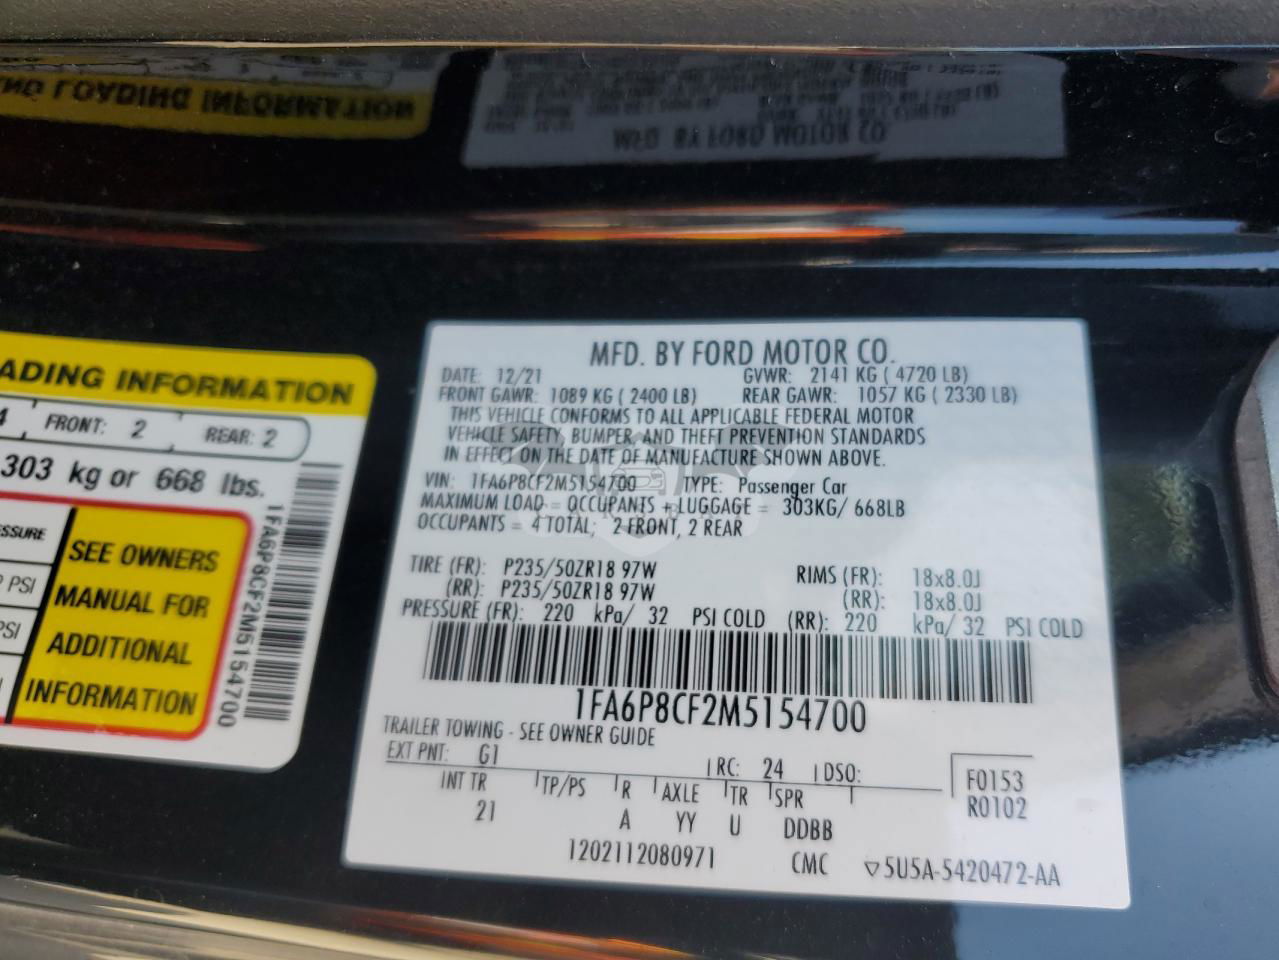 ADING INFORMATION
4 FRONT: 2 REAR: 2
303 kg or 668 lbs.
ESSURE
PSI
PSI
SEE OWNERS
MANUAL FOR
ADDITIONAL
INFORMATION
1FA6P8CF2M5154700
MFD. BY FORD MOTOR CO.
DATE: 12/21 GVWR: 2141 KG ( 4720 LB)
FRONT GAWR: 1089 KG ( 2400 LB) REAR GAWR: 1057 KG ( 2330 LB)
THIS VEHICLE CONFORMS TO ALL APPLICABLE FEDERAL MOTOR
VEHICLE SAFETY, BUMPER, AND THEFT PREVENTION STANDARDS
IN EFFECT ON THE DATE OF MANUFACTURE SHOWN ABOVE.
VIN: 1FA6P8CF2M5154700 TYPE: Passenger Car
MAXIMUM LOAD = OCCUPANTS + LUGGAGE = 303KG/ 668LB
OCCUPANTS = 4 TOTAL; 2 FRONT, 2 REAR
TIRE (FR): P235/50ZR18 97W RIMS (FR): 18x8.0J
(RR): P235/50ZR18 97W (RR): 18x8.0J
PRESSURE (FR): 220 kPa/ 32 PSI COLD (RR): 220 kPa/ 32 PSI COLD
1FA6P8CF2M5154700
TRAILER TOWING - SEE OWNER GUIDE
EXT PNT: G1 RC: 24 DSO: F0153
INT TR TP/PS R AXLE TR SPR R0102
21 A YY U DDBB
1202112080971 CMC ▽5U5A-5420472-AA